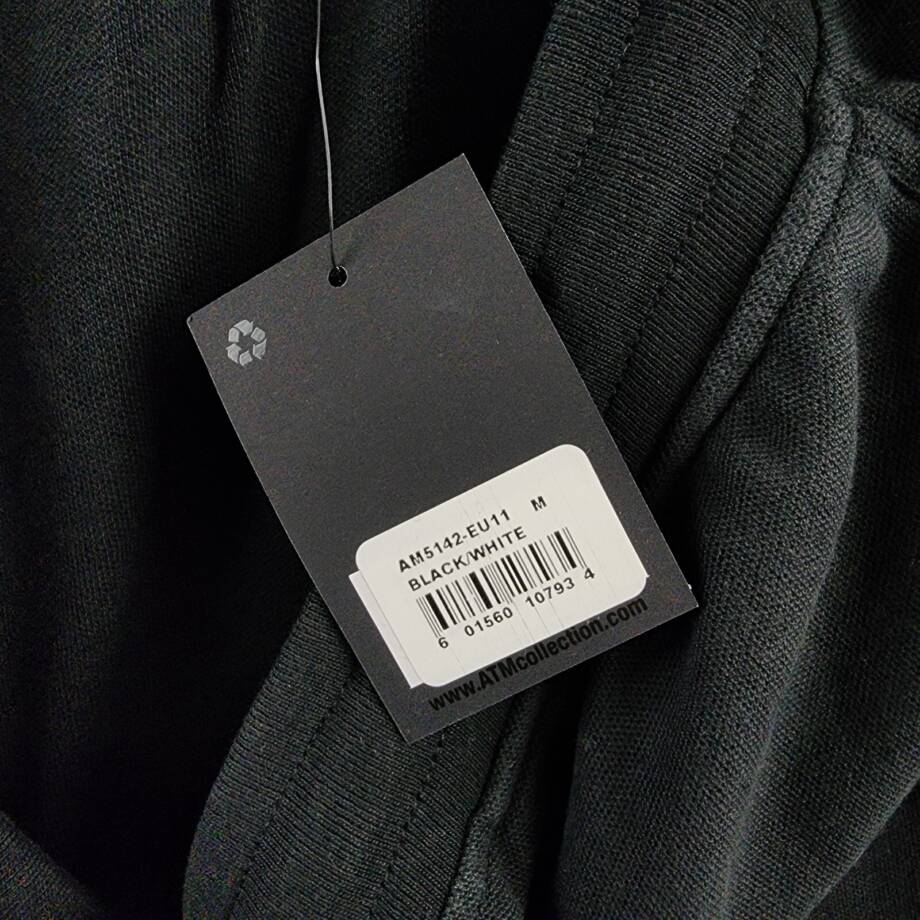 AM5142-EU11 M
BLACK/WHITE
6 01560 10793 4
www.ATMcollection.com